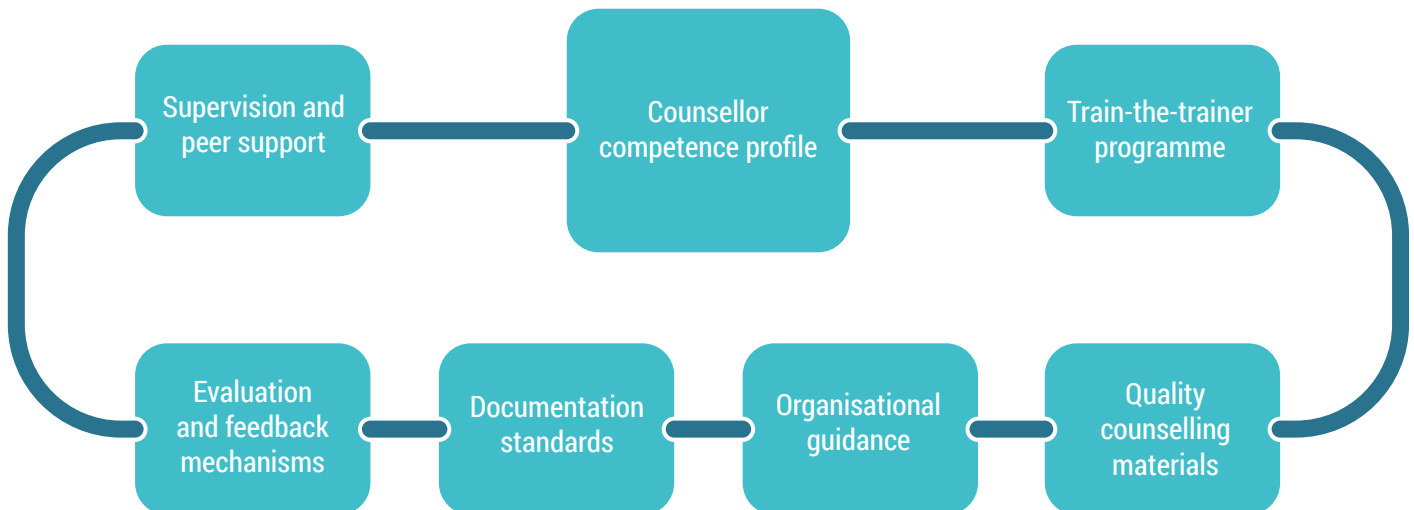 Supervision and
peer support
Counsellor
competence profile
Train-the-trainer
programme
Evaluation
and feedback
mechanisms
Documentation
standards
Organisational
guidance
Quality
counselling
materials